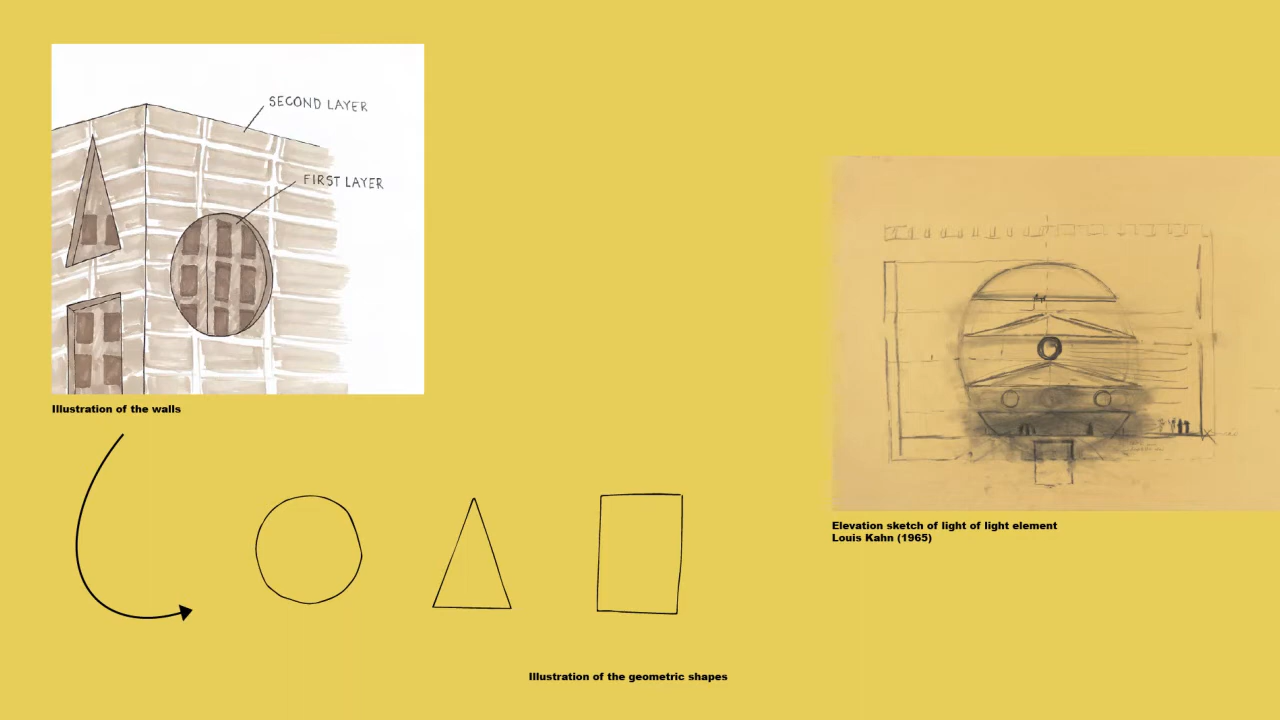 SECOND LAYER
FIRST LAYER
Illustration of the walls
Elevation sketch of light of light element
Louis Kahn (1965)
Illustration of the geometric shapes